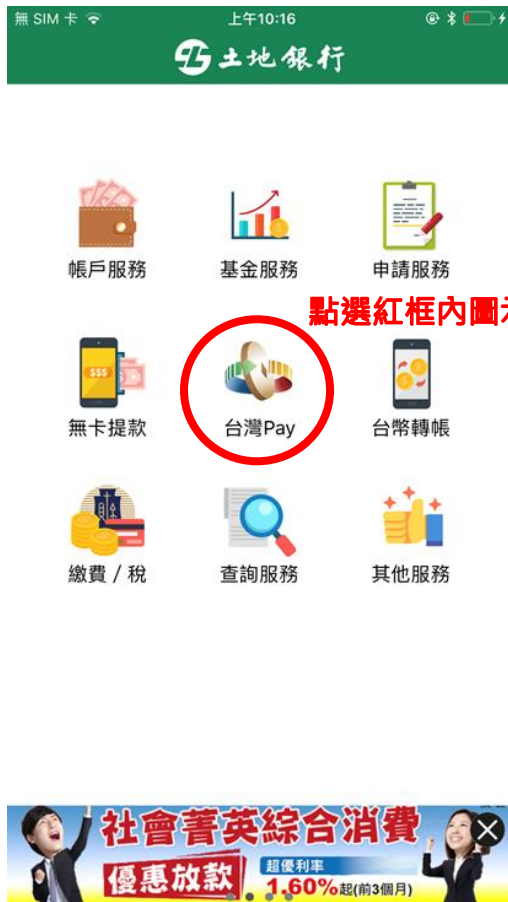 無 SIM 卡 上午10:16
土地銀行
帳戶服務 基金服務 申請服務
點選紅框內圖
$$$
無卡提款 台灣Pay 台幣轉帳
繳費 / 稅 查詢服務 其他服務
社會菁英綜合消費
優惠放款
超優利率
1.60%起(前3個月)